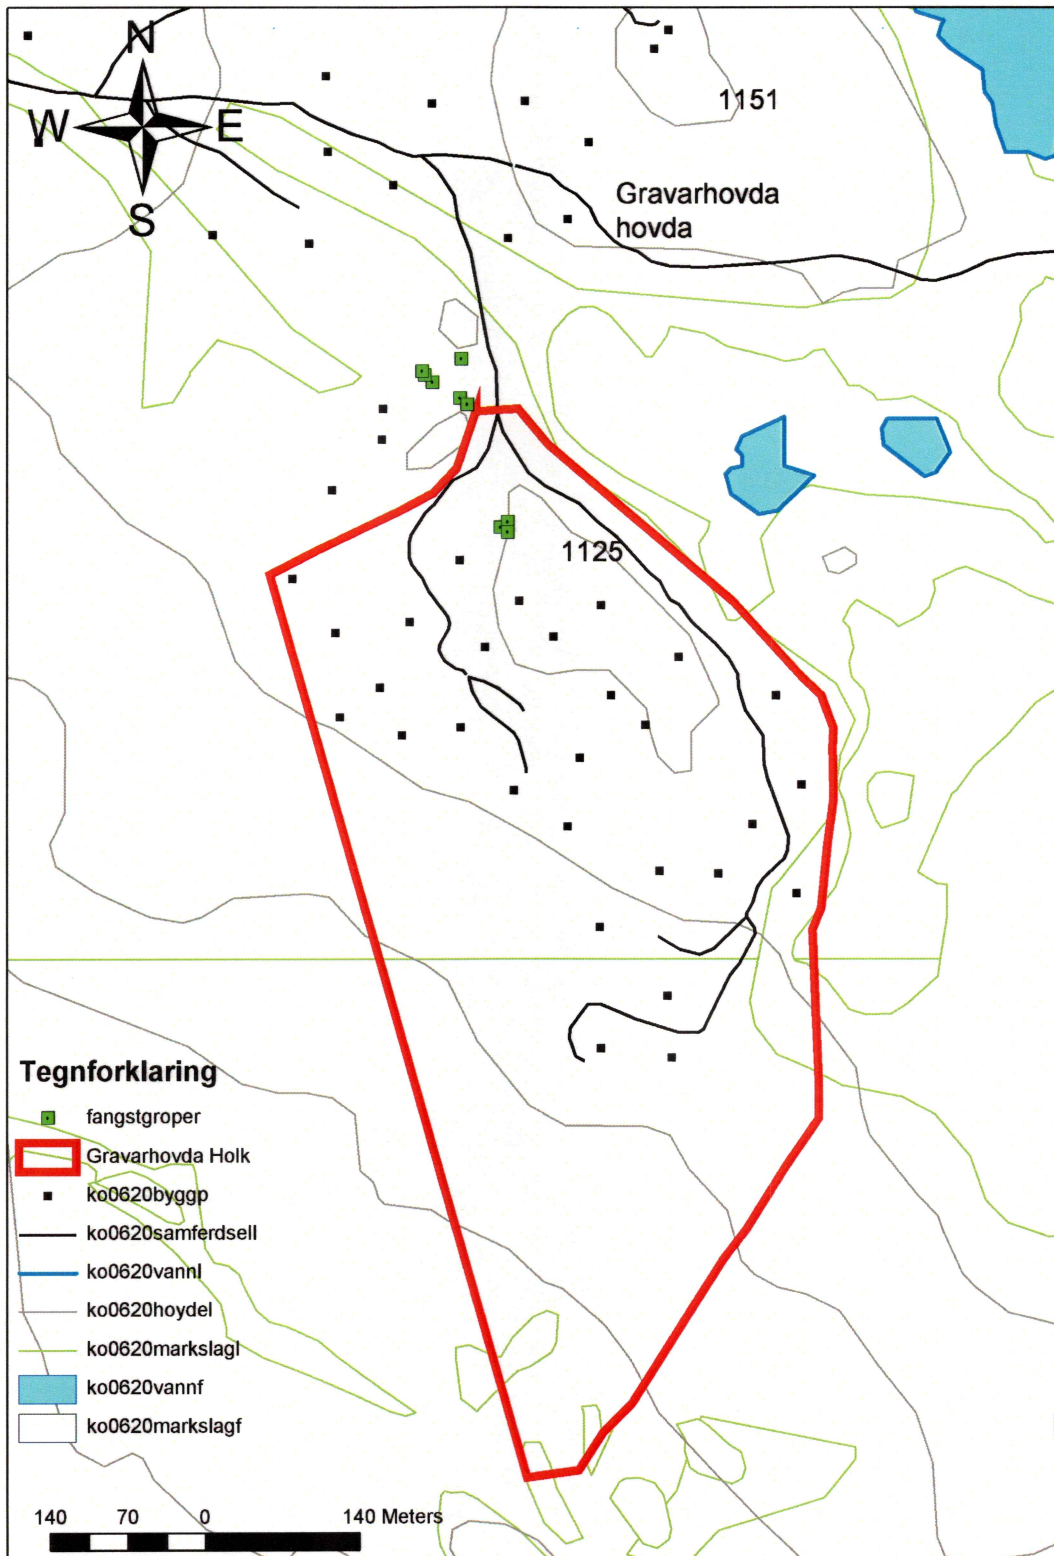 N
W E
S
1151
Gravarhovda
hovda
1125
Tegnforklaring
fangstgroper
Gravarhovda Holk
ko0620byggp
ko0620samferdsell
ko0620vannl
ko0620hoydel
ko0620markslagl
ko0620vannf
ko0620markslagf
140 70 0 140 Meters